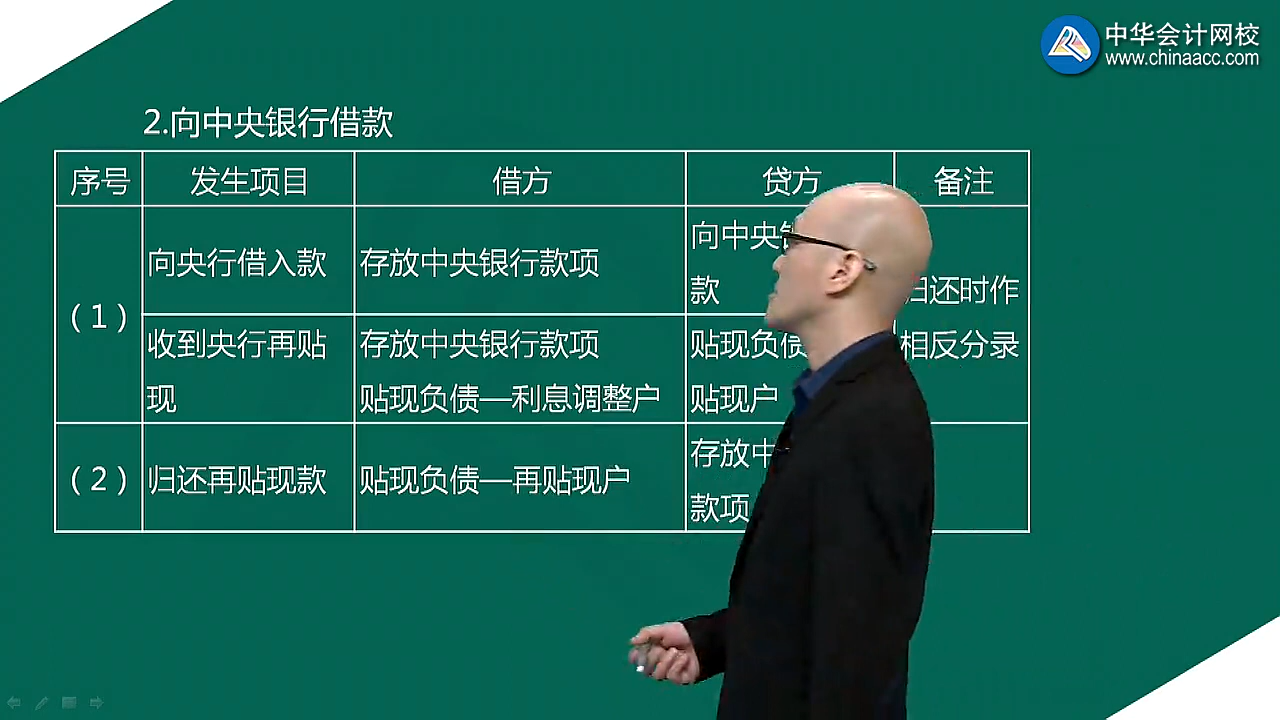 中华会计网校
www.chinaacc.com
2.向中央银行借款
序号 发生项目 借方 贷方 备注
（1） 向央行借入款 存放中央银行款项 向中央
款
归还时作
相反分录
收到央行再贴
现
存放中央银行款项
贴现负债—利息调整户
贴现负债
贴现户
（2） 归还再贴现款 贴现负债—再贴现户 存放中
款项